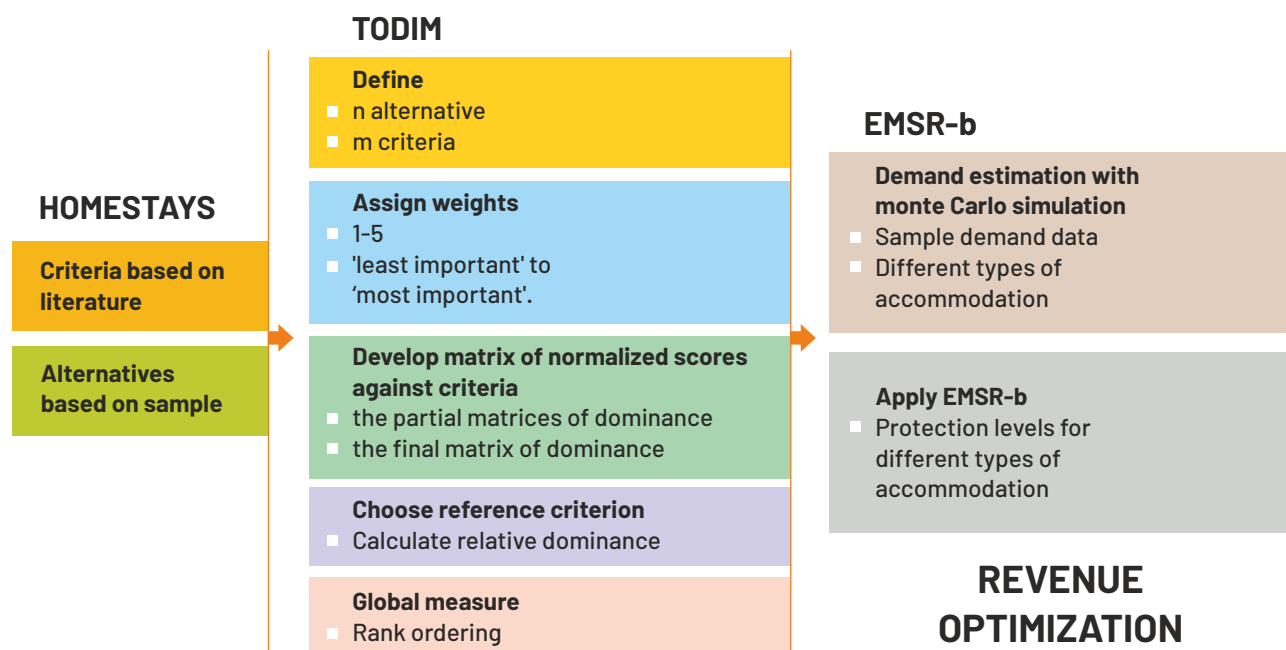 HOMESTAYS
Criteria based on
literature
Alternatives
based on sample
TODIM
Define
n alternative
m criteria
Assign weights
1-5
'least important' to
‘most important'.
Develop matrix of normalized scores
against criteria
the partial matrices of dominance
the final matrix of dominance
Choose reference criterion
Calculate relative dominance
Global measure
Rank ordering
EMSR-b
Demand estimation with
monte Carlo simulation
Sample demand data
Different types of
accommodation
Apply EMSR-b
Protection levels for
different types of
accommodation
REVENUE
OPTIMIZATION